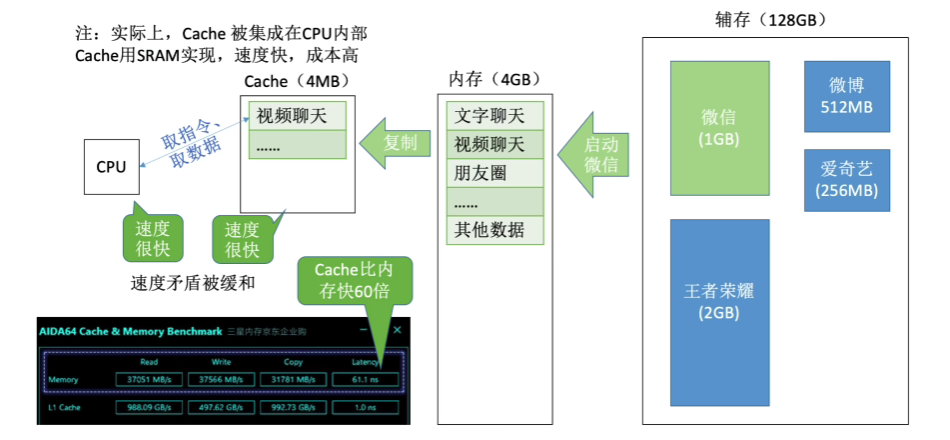 注：实际上，Cache 被集成在CPU内部
Cache用SRAM实现，速度快，成本高
Cache（4MB）
视频聊天
……
取指令、
取数据
CPU
速度
很快
速度
很快
速度矛盾被缓和
复制
内存（4GB）
文字聊天
视频聊天
朋友圈
……
其他数据
启动
微信
辅存（128GB）
微信
(1GB)
微博
512MB
爱奇艺
(256MB)
王者荣耀
(2GB)
Cache比内
存快60倍
AIDA64 Cache & Memory Benchmark 三星内存京东企业购
Read Write Copy Latency
Memory 37051 MB/s 37566 MB/s 31781 MB/s 61.1 ns
L1 Cache 988.09 GB/s 497.62 GB/s 992.73 GB/s 1.0 ns